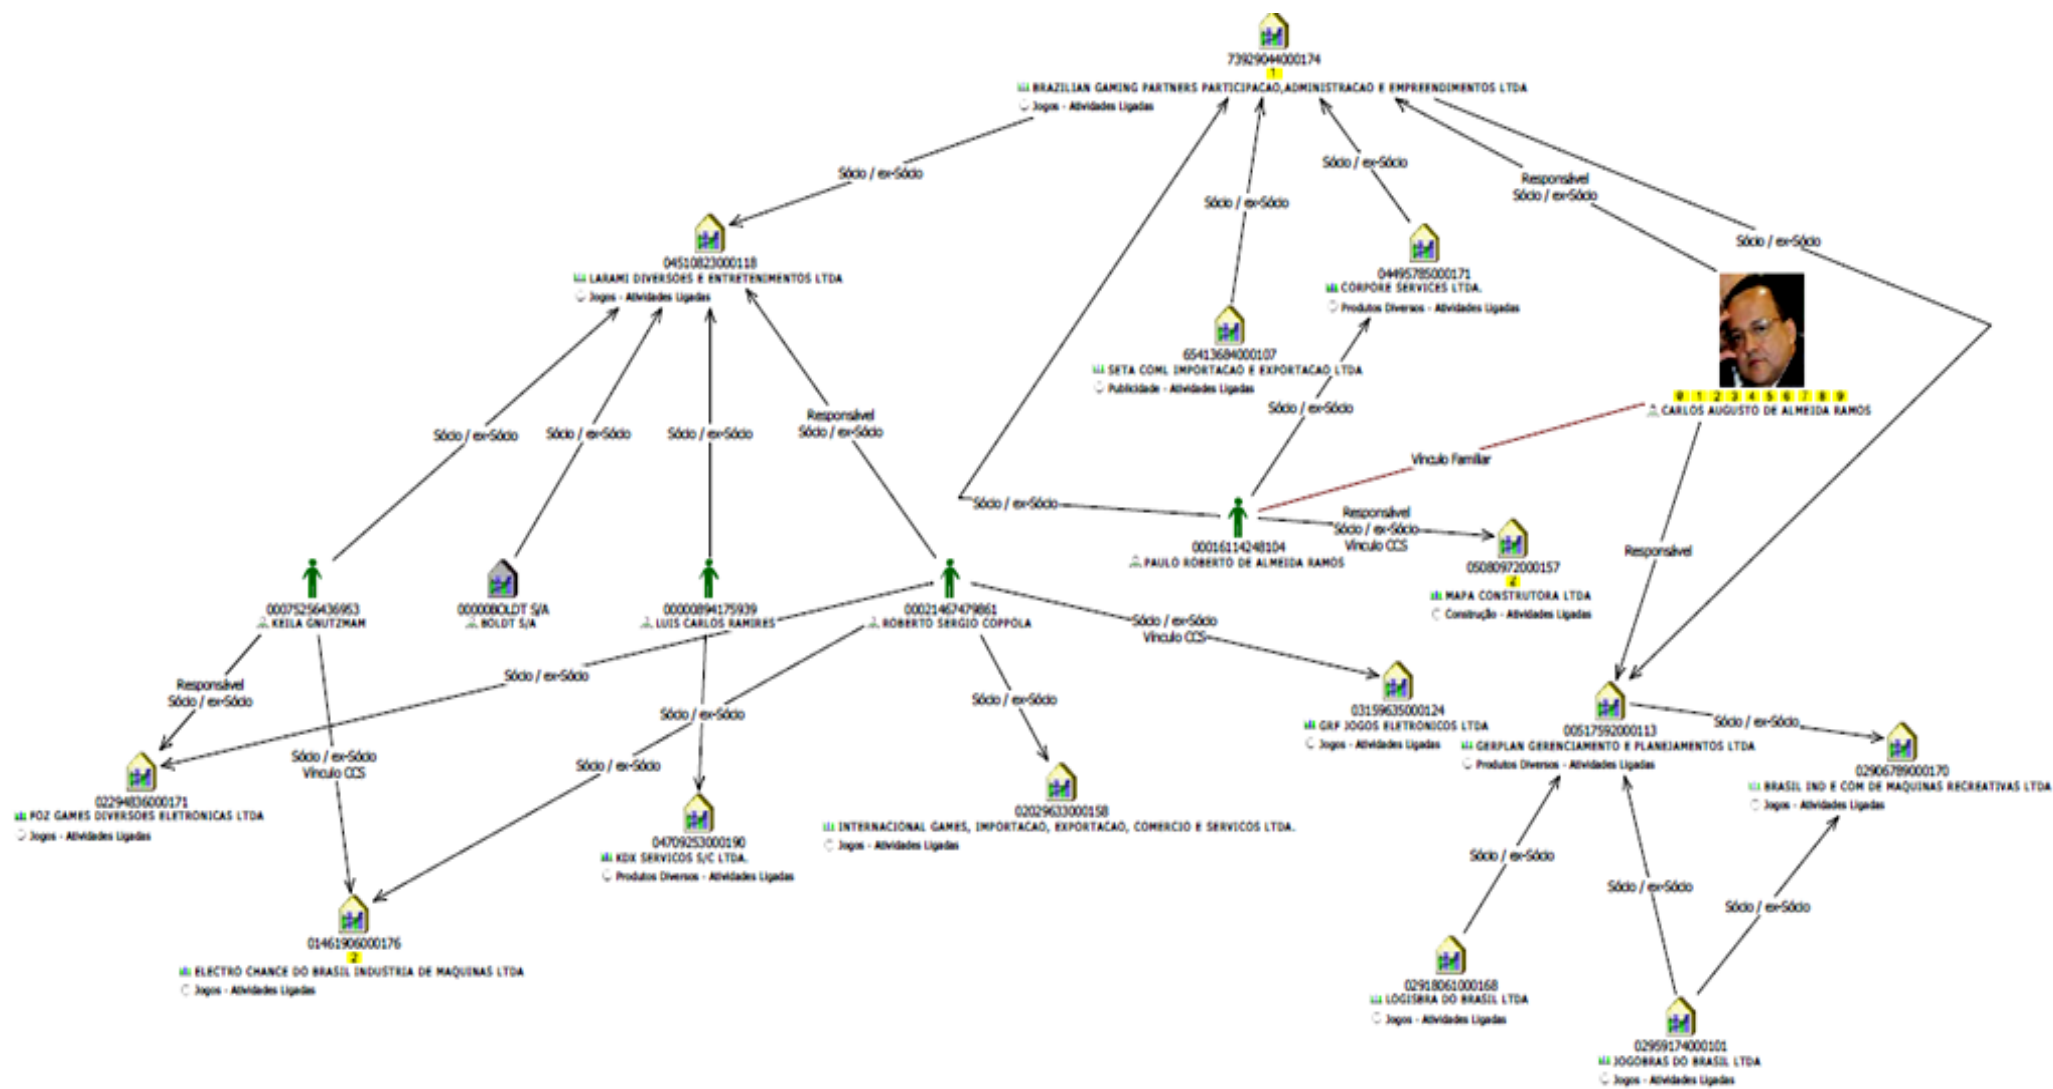 73929044000174
1
BRAZILIAN GAMING PARTNERS PARTICIPACAO,ADMINISTRACAO E EMPREENDIMENTOS LTDA
Jogos - Atividades Ligadas
Sócio / ex-Sócio
Sócio / ex-Sócio
Sócio / ex-Sócio
Responsável
Sócio / ex-Sócio
Sócio / ex-Sócio
04510823000118
LARAMI DIVERSOES E ENTRETENIMENTOS LTDA
Jogos - Atividades Ligadas
04495785000171
CORPORE SERVICES LTDA.
Produtos Diversos - Atividades Ligadas
65413684000107
SETA COML IMPORTACAO E EXPORTACAO LTDA
Publicidade - Atividades Ligadas
0 1 2 3 4 5 6 7 8 9
CARLOS AUGUSTO DE ALMEIDA RAMOS
Sócio / ex-Sócio
Sócio / ex-Sócio
Sócio / ex-Sócio
Responsável
Sócio / ex-Sócio
Sócio / ex-Sócio
Vínculo Familiar
Sócio / ex-Sócio
Responsável
Sócio / ex-Sócio
Vínculo CCS
Responsável
00016114248104
PAULO ROBERTO DE ALMEIDA RAMOS
05080972000157
2
MAPA CONSTRUTORA LTDA
Construção - Atividades Ligadas
00075256436953
KEILA GNUTZMAM
00000BOLDT S/A
BOLDT S/A
00000894175939
LUIS CARLOS RAMIRES
00021467479861
ROBERTO SERGIO COPPOLA
Sócio / ex-Sócio
Vínculo CCS
Responsável
Sócio / ex-Sócio
Sócio / ex-Sócio
Sócio / ex-Sócio
Sócio / ex-Sócio
Sócio / ex-Sócio
Vínculo CCS
Sócio / ex-Sócio
03159635000124
GRF JOGOS ELETRONICOS LTDA
Jogos - Atividades Ligadas
00517592000113
GERPLAN GERENCIAMENTO E PLANEJAMENTOS LTDA
Produtos Diversos - Atividades Ligadas
Sócio / ex-Sócio
02906789000170
BRASIL IND E COM DE MAQUINAS RECREATIVAS LTDA
Jogos - Atividades Ligadas
02294836000171
FOZ GAMES DIVERSOES ELETRONICAS LTDA
Jogos - Atividades Ligadas
04709253000190
KDX SERVICOS S/C LTDA.
Produtos Diversos - Atividades Ligadas
02029633000158
INTERNACIONAL GAMES, IMPORTACAO, EXPORTACAO, COMERCIO E SERVICOS LTDA.
Jogos - Atividades Ligadas
Sócio / ex-Sócio
Sócio / ex-Sócio
Sócio / ex-Sócio
01461906000176
2
ELECTRO CHANCE DO BRASIL INDUSTRIA DE MAQUINAS LTDA
Jogos - Atividades Ligadas
02918061000168
LOGISBRA DO BRASIL LTDA
Jogos - Atividades Ligadas
02959174000101
JOGOBRAS DO BRASIL LTDA
Jogos - Atividades Ligadas